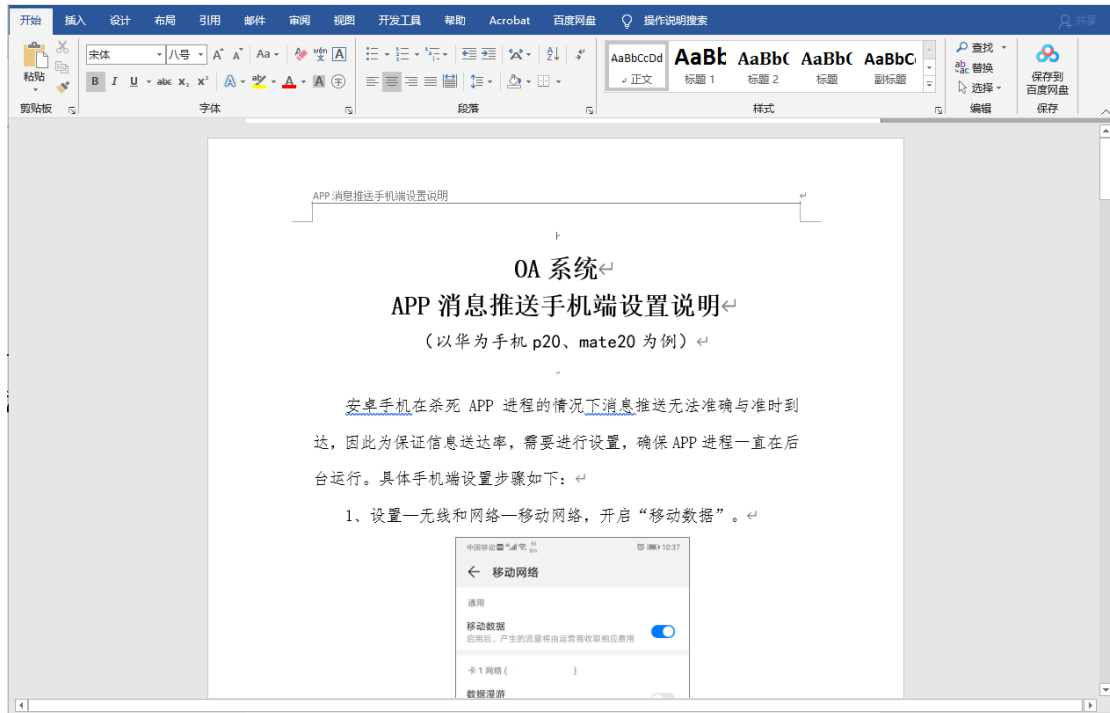 开始 插入 设计 布局 引用 邮件 审阅 视图 开发工具 帮助 Acrobat 百度网盘 操作说明搜索 共享
宋体 八号 A A Aa wén 文 A
B I U abc X₂ X² A aby A A 字
粘贴
剪贴板 字体 段落 样式 编辑 保存
AaBbCcDd AaBb AaBb( AaBb( AaBbC
正文 标题 1 标题 2 标题 副标题
查找
替换
选择
保存到
百度网盘
APP 消息推送手机端设置说明
OA 系统
APP 消息推送手机端设置说明
（以华为手机 p20、mate20 为例）
安卓手机在杀死 APP 进程的情况下消息推送无法准确与准时到
达，因此为保证信息送达率，需要进行设置，确保 APP 进程一直在后
台运行。具体手机端设置步骤如下：
1、设置—无线和网络—移动网络，开启“移动数据”。
中国移动 10:37
← 移动网络
通用
移动数据
启用后，产生的流量将由运营商收取相应费用
卡 1 网络 ( )
数据漫游